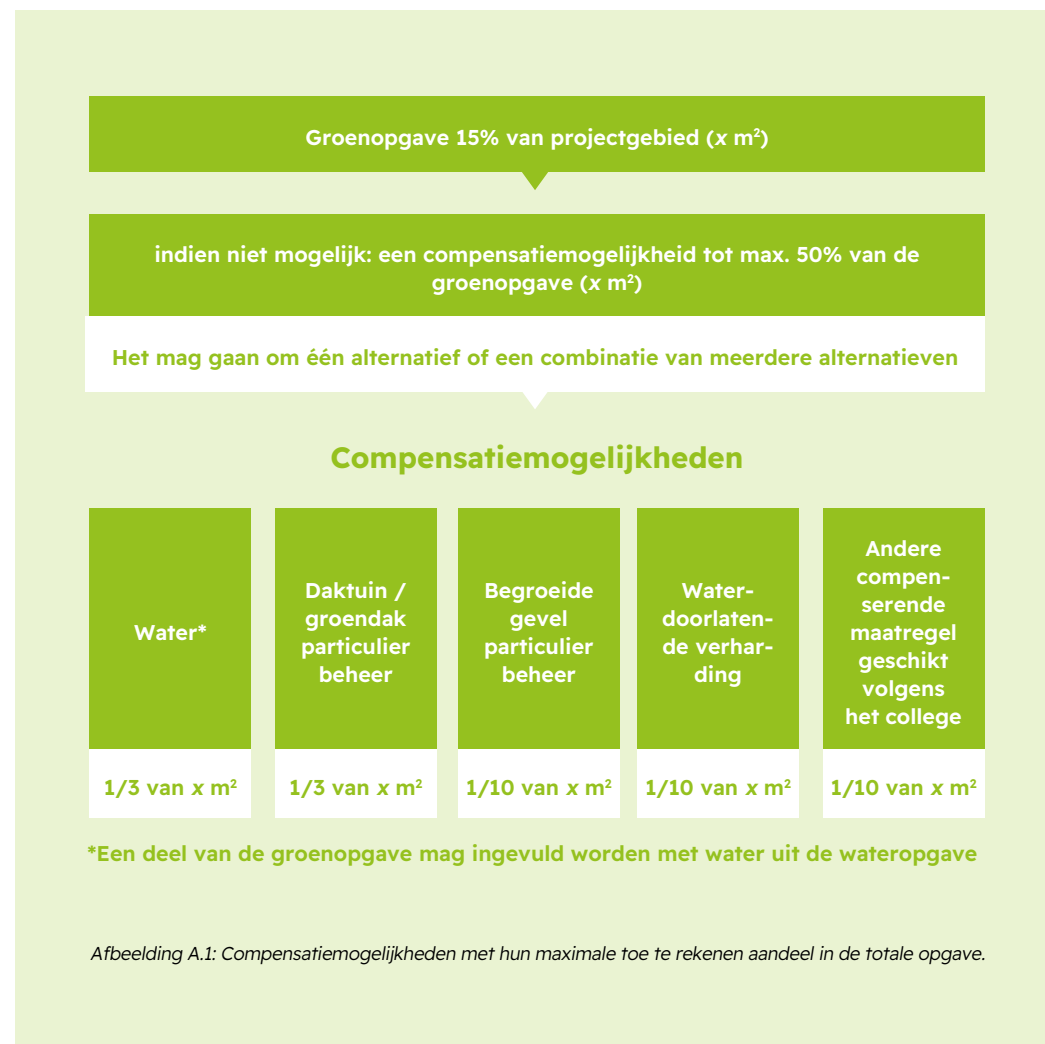 Groenopgave 15% van projectgebied (x m²)
indien niet mogelijk: een compensatiemogelijkheid tot max. 50% van de
groenopgave (x m²)
Het mag gaan om één alternatief of een combinatie van meerdere alternatieven
Compensatiemogelijkheden
Water*
1/3 van x m²
Daktuin /
groendak
particulier
beheer
1/3 van x m²
Begroeide
gevel
particulier
beheer
1/10 van x m²
Water-
doorlaten-
de verhar-
ding
1/10 van x m²
Andere
compen-
serende
maatregel
geschikt
volgens
het college
1/10 van x m²
*Een deel van de groenopgave mag ingevuld worden met water uit de wateropgave
Afbeelding A.1: Compensatiemogelijkheden met hun maximale toe te rekenen aandeel in de totale opgave.